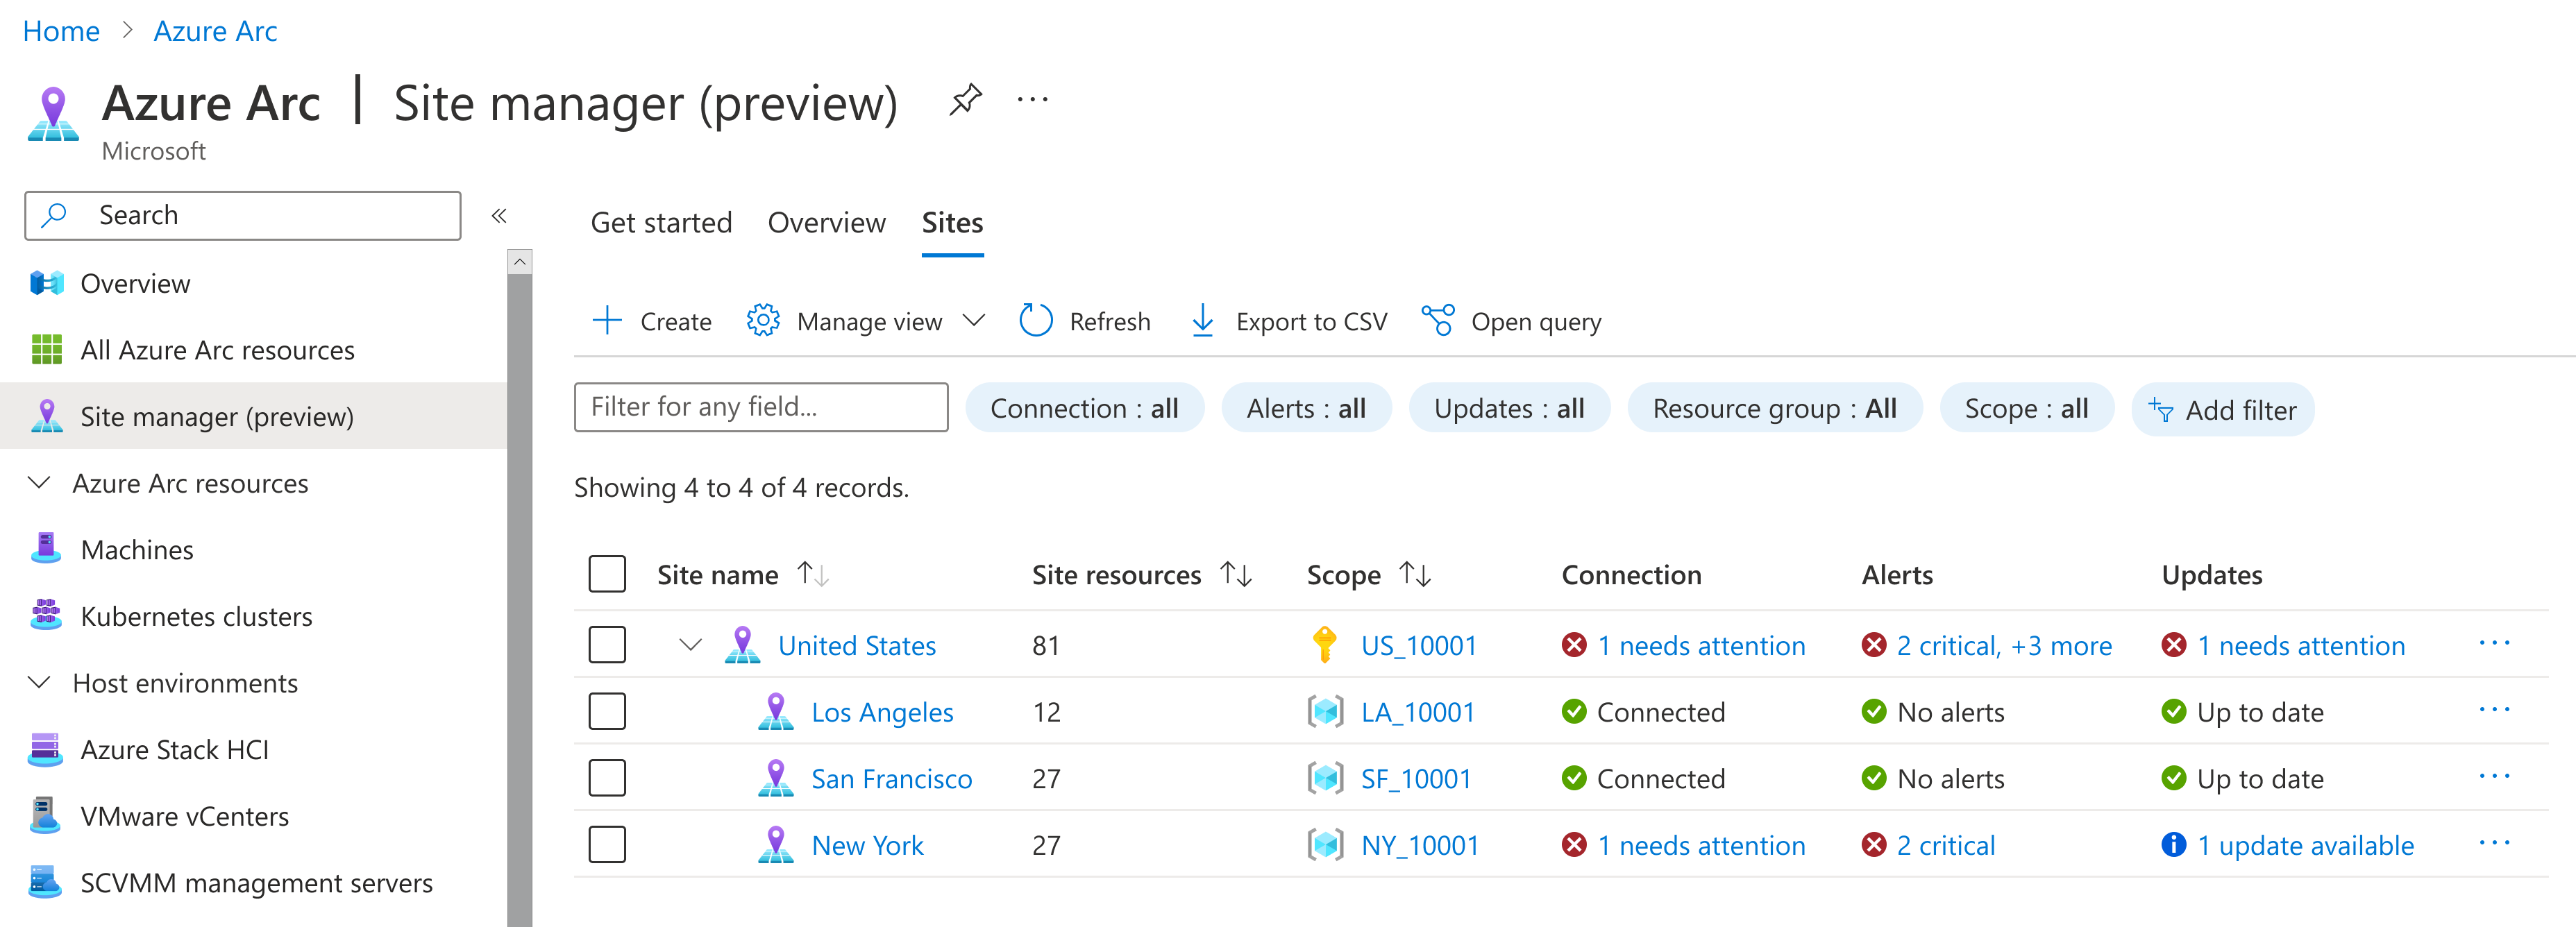 Home > Azure Arc
Azure Arc | Site manager (preview) ...
Microsoft
Search «
Overview
All Azure Arc resources
Site manager (preview)
Azure Arc resources
Machines
Kubernetes clusters
Host environments
Azure Stack HCI
VMware vCenters
SCVMM management servers
Get started Overview Sites
Create Manage view Refresh Export to CSV Open query
Filter for any field... Connection : all Alerts : all Updates : all Resource group : All Scope : all Add filter
Showing 4 to 4 of 4 records.
Site name ↑↓ Site resources ↑↓ Scope ↑↓ Connection Alerts Updates
United States 81 US_10001 1 needs attention 2 critical, +3 more 1 needs attention ...
Los Angeles 12 LA_10001 Connected No alerts Up to date ...
San Francisco 27 SF_10001 Connected No alerts Up to date ...
New York 27 NY_10001 1 needs attention 2 critical 1 update available ...